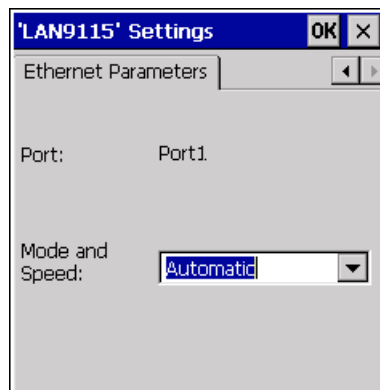 'LAN9115' Settings OK ×
Ethernet Parameters
Port: Port1
Mode and
Speed: Automatic